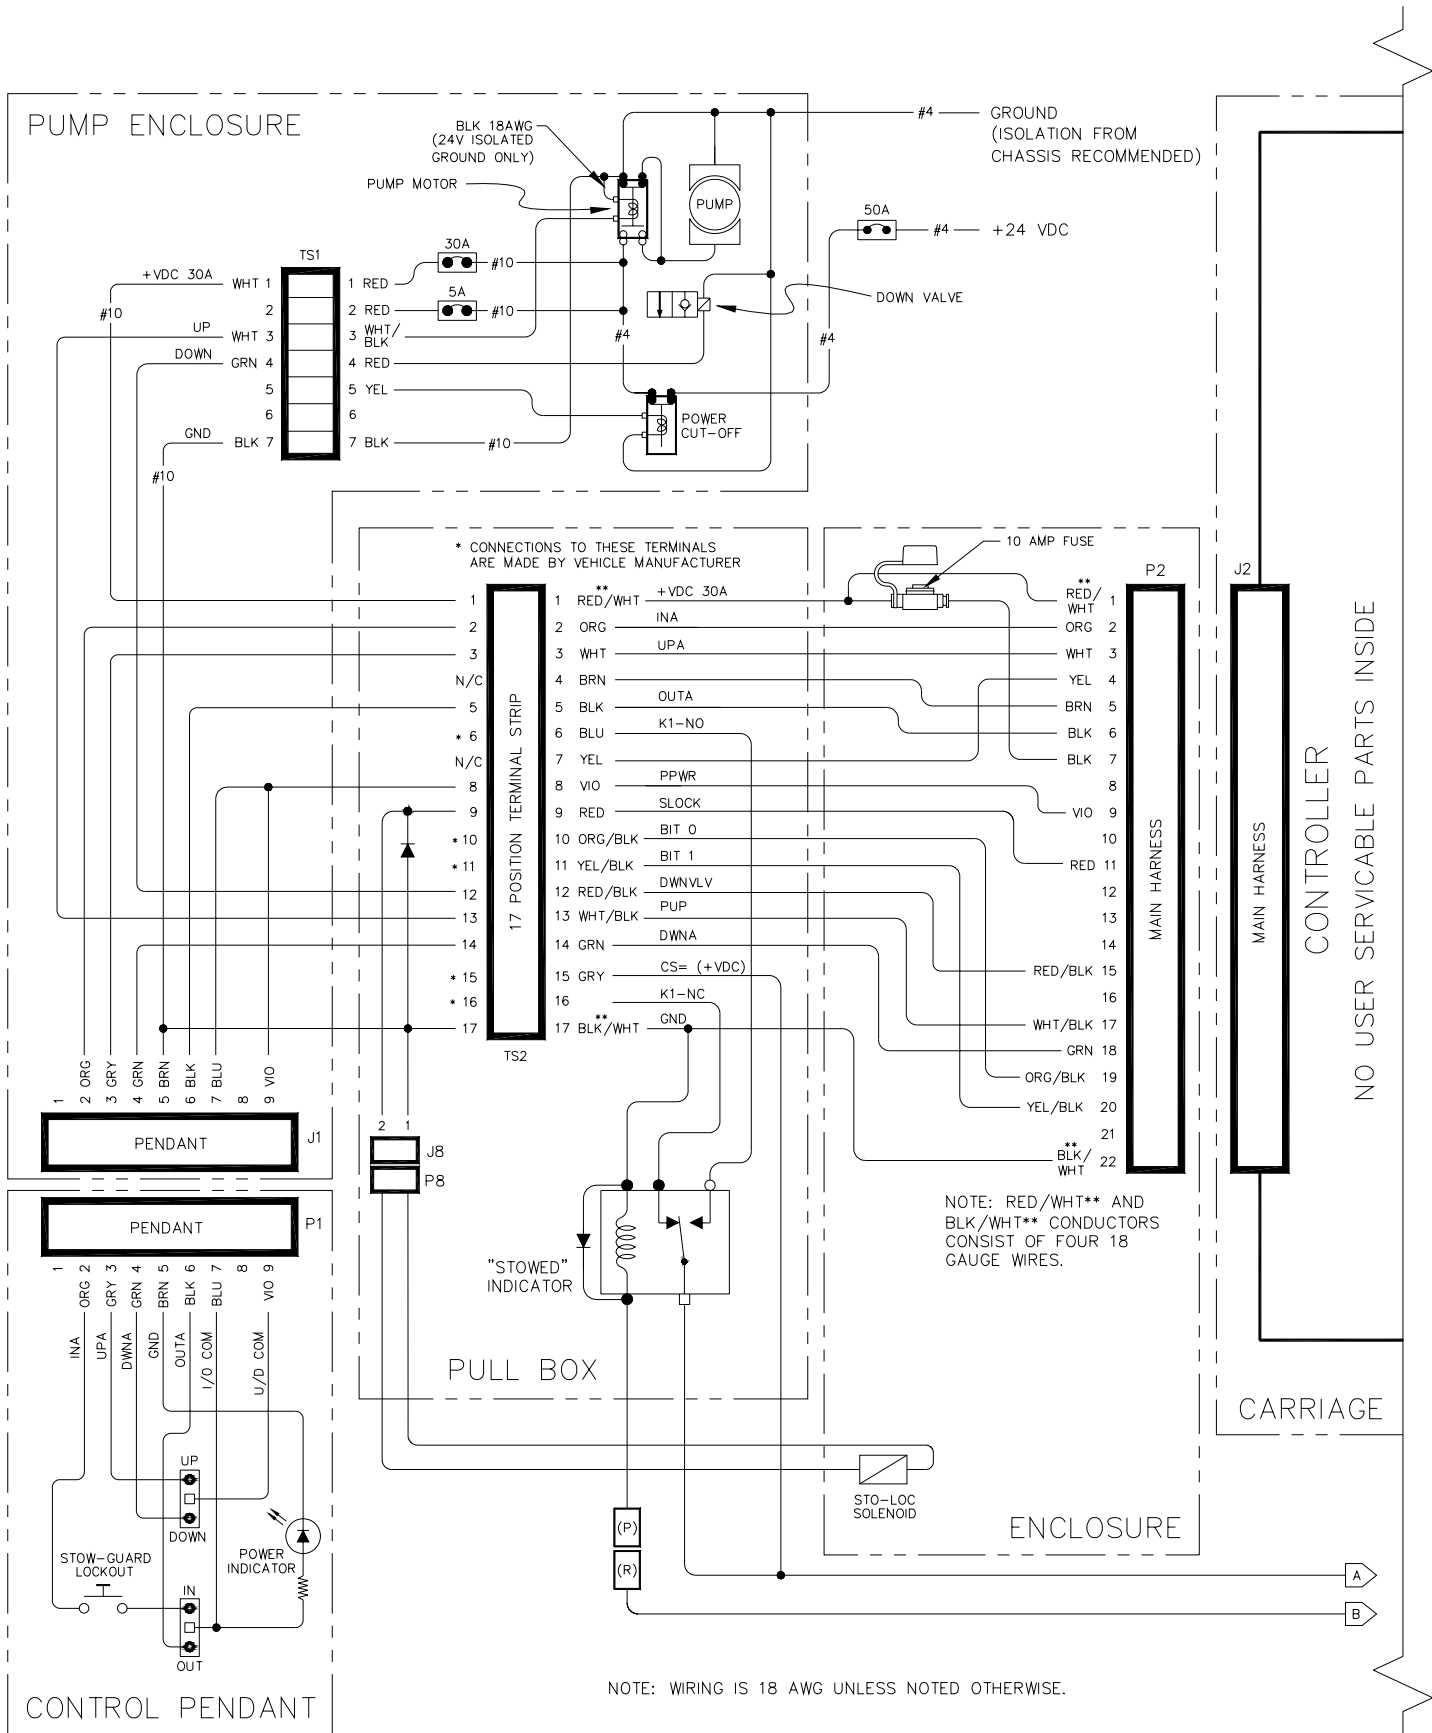 PUMP ENCLOSURE
BLK 18AWG
(24V ISOLATED
GROUND ONLY)
PUMP MOTOR
PUMP
#4
GROUND
(ISOLATION FROM
CHASSIS RECOMMENDED)
50A
#4
+24 VDC
DOWN VALVE
#4
#4
POWER
CUT-OFF
30A
#10
5A
#10
#10
TS1
+VDC 30A
WHT 1
1 RED
#10
2
2 RED
UP
WHT 3
3 WHT/
BLK
DOWN
GRN 4
4 RED
5
5 YEL
6
6
GND
BLK 7
7 BLK
#10
* CONNECTIONS TO THESE TERMINALS
ARE MADE BY VEHICLE MANUFACTURER
1
2
3
N/C
5
* 6
N/C
8
9
* 10
* 11
12
13
14
* 15
* 16
17
17 POSITION TERMINAL STRIP
TS2
**
1 RED/WHT +VDC 30A
2 ORG INA
3 WHT UPA
4 BRN
5 BLK OUTA
6 BLU K1-NO
7 YEL
8 VIO PPWR
9 RED SLOCK
10 ORG/BLK BIT 0
11 YEL/BLK BIT 1
12 RED/BLK DWNVLV
13 WHT/BLK PUP
14 GRN DWNA
15 GRY CS= (+VDC)
16 K1-NC
**
17 BLK/WHT GND
10 AMP FUSE
P2
**
RED/
WHT 1
ORG 2
WHT 3
YEL 4
BRN 5
BLK 6
BLK 7
8
VIO 9
10
RED 11
12
13
14
RED/BLK 15
16
WHT/BLK 17
GRN 18
ORG/BLK 19
YEL/BLK 20
21
**
BLK/
WHT 22
MAIN HARNESS
J2
MAIN HARNESS
CONTROLLER
NO USER SERVICABLE PARTS INSIDE
NOTE: RED/WHT** AND
BLK/WHT** CONDUCTORS
CONSIST OF FOUR 18
GAUGE WIRES.
CARRIAGE
1
2 ORG
3 GRY
4 GRN
5 BRN
6 BLK
7 BLU
8
9 VIO
PENDANT
J1
PENDANT
P1
1
ORG 2
GRY 3
GRN 4
BRN 5
BLK 6
BLU 7
8
VIO 9
INA
UPA
DWNA
GND
OUTA
I/O COM
U/D COM
UP
DOWN
STOW-GUARD
LOCKOUT
POWER
INDICATOR
IN
OUT
CONTROL PENDANT
2 1
J8
P8
"STOWED"
INDICATOR
PULL BOX
STO-LOC
SOLENOID
ENCLOSURE
(P)
(R)
A
B
NOTE: WIRING IS 18 AWG UNLESS NOTED OTHERWISE.